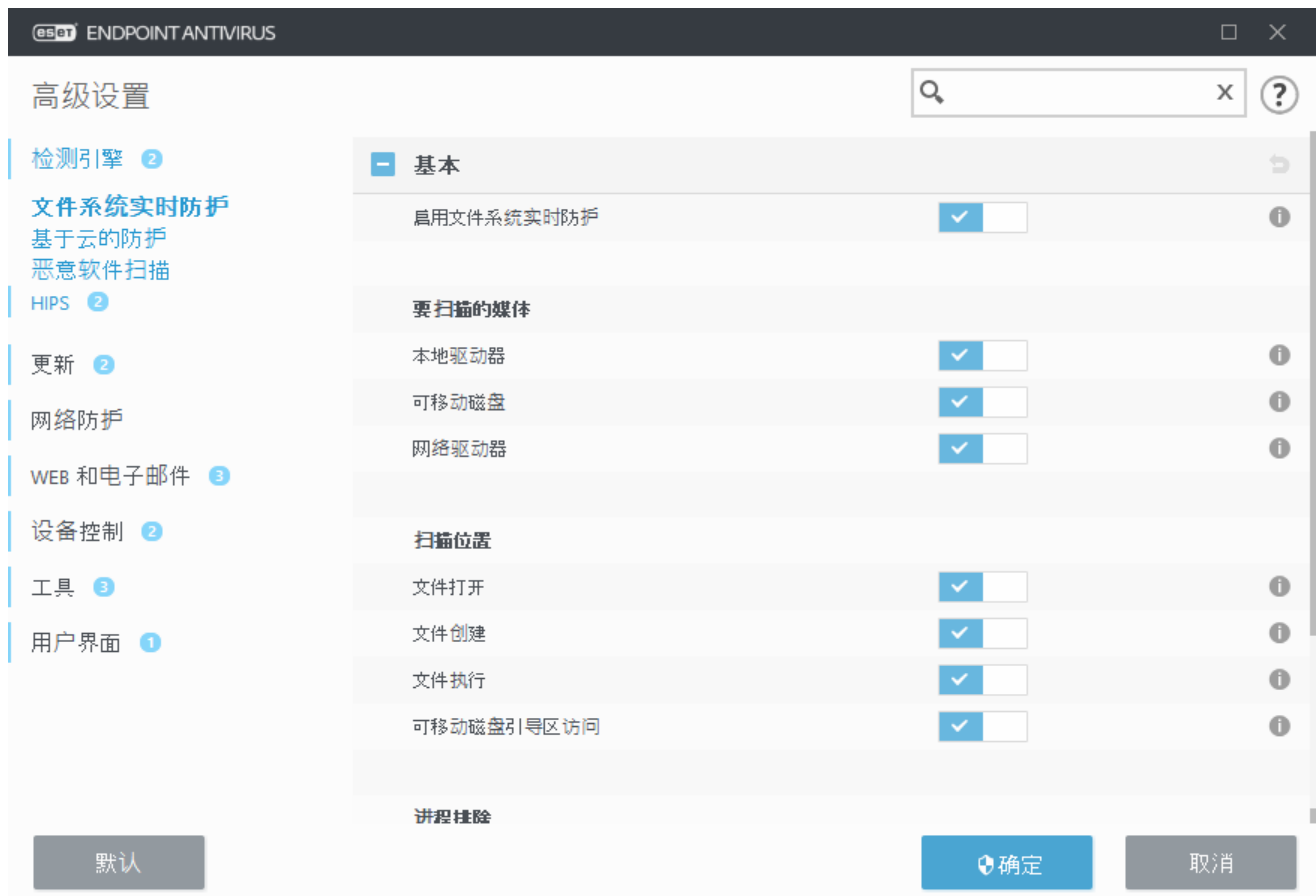 eset ENDPOINT ANTIVIRUS
高级设置
检测引擎 2
文件系统实时防护
基于云的防护
恶意软件扫描
HIPS 2
更新 2
网络防护
WEB 和电子邮件 3
设备控制 2
工具 3
用户界面 1
基本
启用文件系统实时防护
要扫描的媒体
本地驱动器
可移动磁盘
网络驱动器
扫描位置
文件打开
文件创建
文件执行
可移动磁盘引导区访问
进程排除
默认
确定
取消